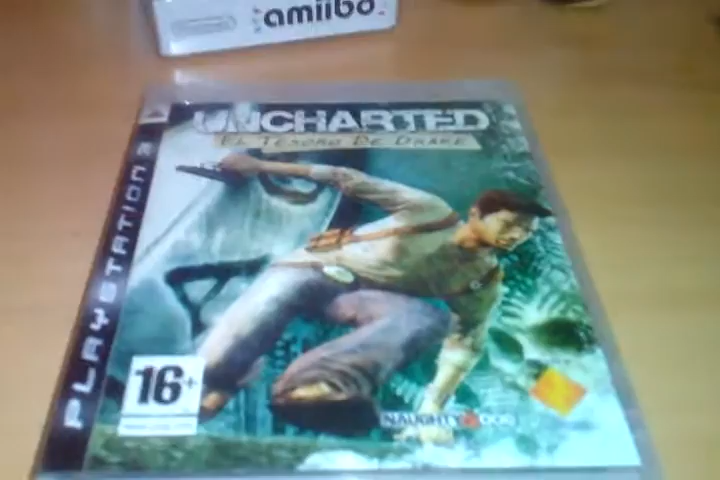 amiibo
UNCHARTED
EL TESORO DE DRAKE
PLAYSTATION 3
16+
NAUGHTY DOG